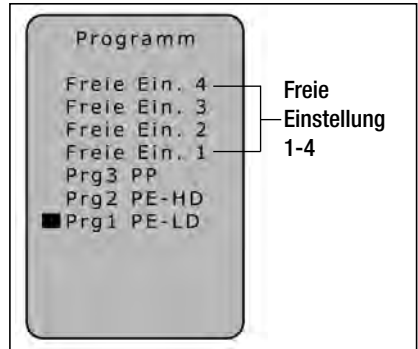 Programm
Freie Ein. 4
Freie Ein. 3
Freie Ein. 2
Freie Ein. 1
Prg3 PP
Prg2 PE-HD
Prg1 PE-LD
Freie
Einstellung
1-4